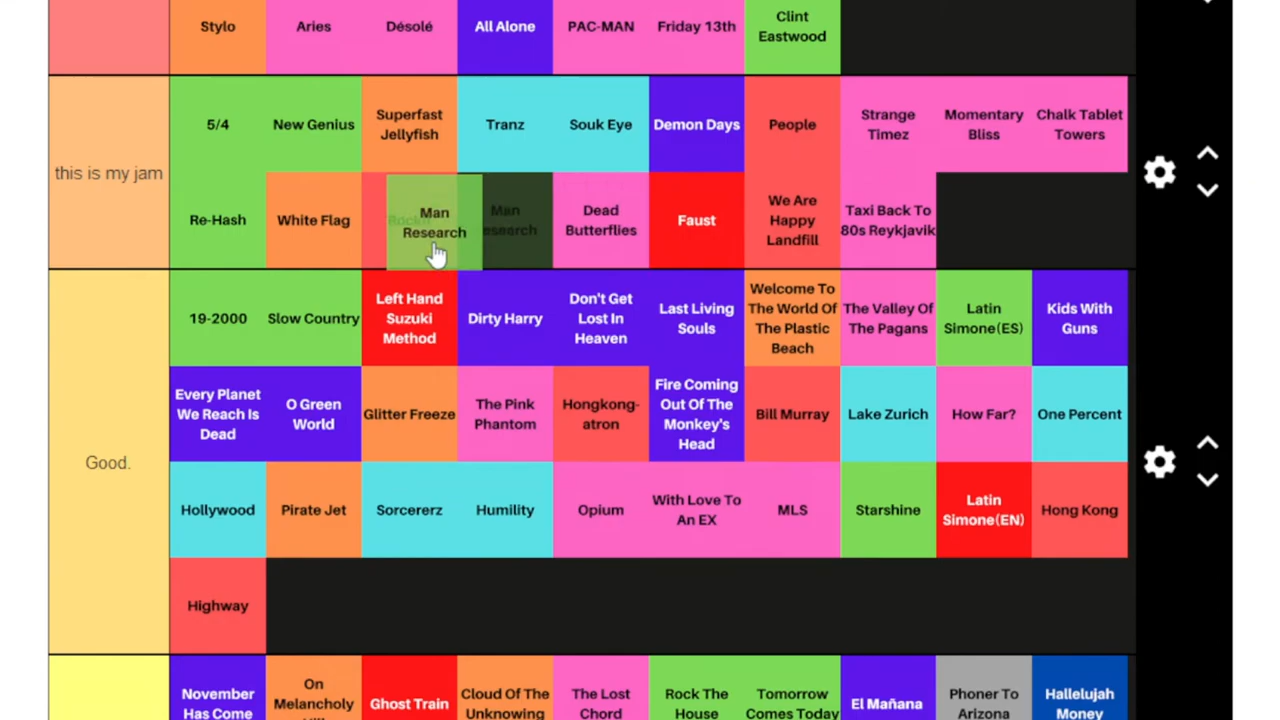 Stylo
Aries
Désolé
All Alone
PAC-MAN
Friday 13th
Clint
Eastwood
this is my jam
5/4
New Genius
Superfast
Jellyfish
Tranz
Souk Eye
Demon Days
People
Strange
Timez
Momentary
Bliss
Chalk Tablet
Towers
Re-Hash
White Flag
Man
Research
Man
Dead
Butterflies
Faust
We Are
Happy
Landfill
Taxi Back To
80s Reykjavik
Good.
19-2000
Slow Country
Left Hand
Suzuki
Method
Dirty Harry
Don't Get
Lost In
Heaven
Last Living
Souls
Welcome To
The World Of
The Plastic
Beach
The Valley Of
The Pagans
Latin
Simone(ES)
Kids With
Guns
Every Planet
We Reach Is
Dead
O Green
World
Glitter Freeze
The Pink
Phantom
Hongkong-
atron
Fire Coming
Out Of The
Monkey's
Head
Bill Murray
Lake Zurich
How Far?
One Percent
Hollywood
Pirate Jet
Sorcererz
Humility
Opium
With Love To
An EX
MLS
Starshine
Latin
Simone(EN)
Hong Kong
Highway
November
Has Come
On
Melancholy
Ghost Train
Cloud Of The
Unknowing
The Lost
Chord
Rock The
House
Tomorrow
Comes Today
El Mañana
Phoner To
Arizona
Hallelujah
Money